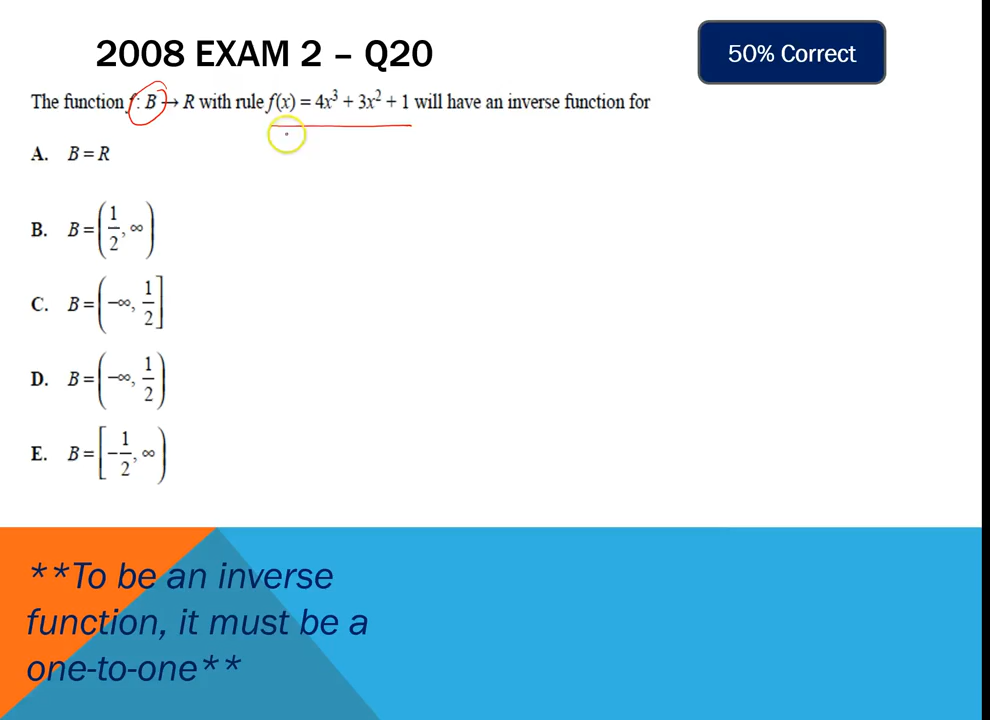 2008 EXAM 2 – Q20
50% Correct
The function f : B → R with rule f(x) = 4x³ + 3x² + 1 will have an inverse function for
A. B = R
B. B = (1/2, ∞)
C. B = (−∞, 1/2]
D. B = (−∞, 1/2)
E. B = [−1/2, ∞)
**To be an inverse
function, it must be a
one-to-one**